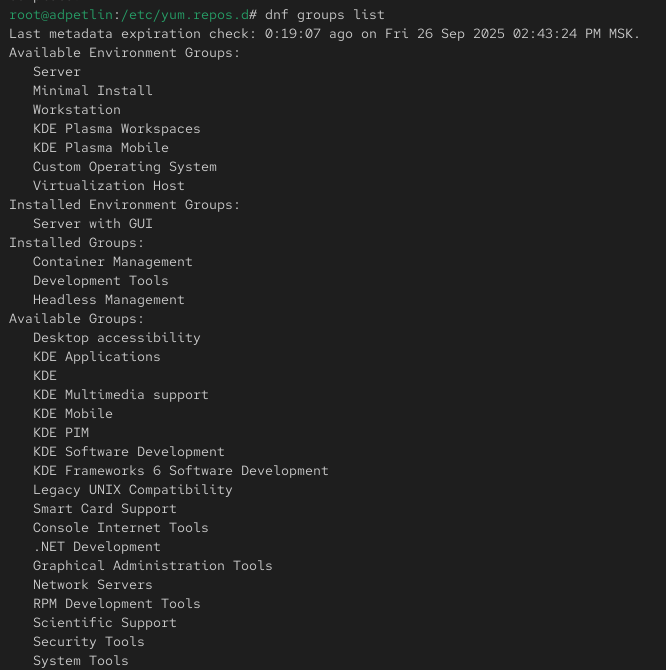 root@adpetlin:/etc/yum.repos.d# dnf groups list
Last metadata expiration check: 0:19:07 ago on Fri 26 Sep 2025 02:43:24 PM MSK.
Available Environment Groups:
   Server
   Minimal Install
   Workstation
   KDE Plasma Workspaces
   KDE Plasma Mobile
   Custom Operating System
   Virtualization Host
Installed Environment Groups:
   Server with GUI
Installed Groups:
   Container Management
   Development Tools
   Headless Management
Available Groups:
   Desktop accessibility
   KDE Applications
   KDE
   KDE Multimedia support
   KDE Mobile
   KDE PIM
   KDE Software Development
   KDE Frameworks 6 Software Development
   Legacy UNIX Compatibility
   Smart Card Support
   Console Internet Tools
   .NET Development
   Graphical Administration Tools
   Network Servers
   RPM Development Tools
   Scientific Support
   Security Tools
   System Tools